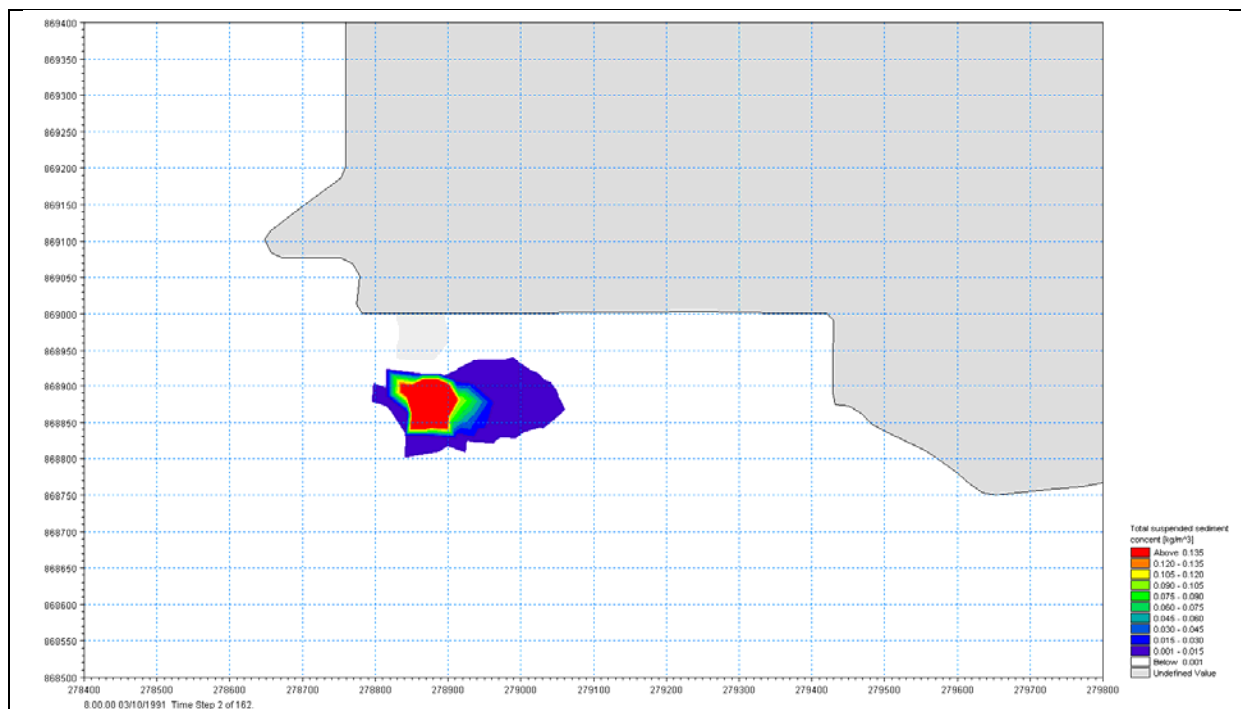 869400
869350
869300
869250
869200
869150
869100
869050
869000
868950
868900
868850
868800
868750
868700
868650
868600
868550
868500
278400 278500 278600 278700 278800 278900 279000 279100 279200 279300 279400 279500 279600 279700 279800
8.00.00 03/10/1991 Time Step 2 of 162.
Total suspended sediment
concent [kg/m^3]
Above 0.135
0.120 - 0.135
0.105 - 0.120
0.090 - 0.105
0.075 - 0.090
0.060 - 0.075
0.045 - 0.060
0.030 - 0.045
0.015 - 0.030
0.001 - 0.015
Below 0.001
Undefined Value